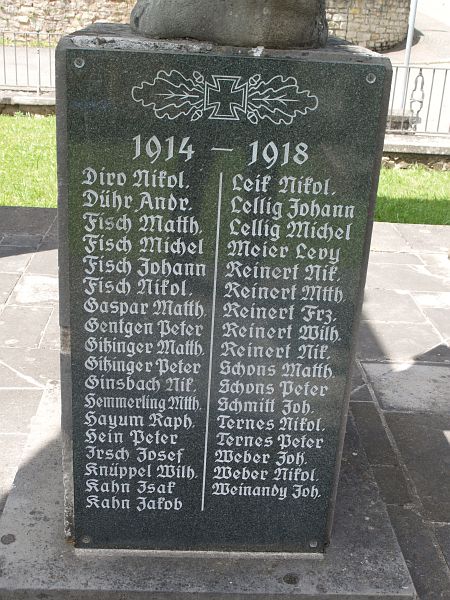 1914 – 1918
Diro Nikol.
Dühr Andr.
Fisch Matth.
Fisch Michel
Fisch Johann
Fisch Nikol.
Gaspar Matth.
Gentgen Peter
Gitzinger Matth.
Gitzinger Peter
Ginsbach Nik.
Hemmerling Mtth.
Hayum Raph.
Hein Peter
Irsch Josef
Knüppel Wilh.
Kahn Isak
Kahn Jakob
Leik Nikol.
Lellig Johann
Lellig Michel
Meier Levy
Reinert Nik.
Reinert Mtth.
Reinert Frz.
Reinert Wilh.
Reinert Nik.
Schons Matth.
Schons Peter
Schmitt Joh.
Ternes Nikol.
Ternes Peter
Weber Joh.
Weber Nikol.
Weinandy Joh.